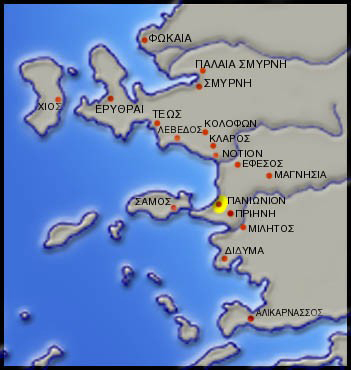 ΦΩΚΑΙΑ
ΠΑΛΑΙΑ ΣΜΥΡΝΗ
ΣΜΥΡΝΗ
ΧΙΟΣ
ΕΡΥΘΡΑΙ
ΤΕΩΣ
ΚΟΛΟΦΩΝ
ΛΕΒΕΔΟΣ
ΚΛΑΡΟΣ
ΝΟΤΙΟΝ
ΕΦΕΣΟΣ
ΜΑΓΝΗΣΙΑ
ΣΑΜΟΣ
ΠΑΝΙΩΝΙΟΝ
ΠΡΙΗΝΗ
ΜΙΛΗΤΟΣ
ΔΙΔΥΜΑ
ΑΛΙΚΑΡΝΑΣΣΟΣ